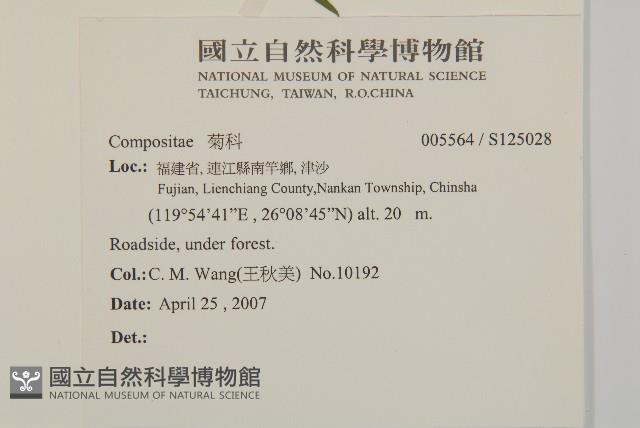 國立自然科學博物館
NATIONAL MUSEUM OF NATURAL SCIENCE
TAICHUNG, TAIWAN, R.O.CHINA
Compositae 菊科 005564 / S125028
Loc.: 福建省, 連江縣南竿鄉, 津沙
Fujian, Lienchiang County,Nankan Township, Chinsha
(119°54'41”E , 26°08'45”N) alt. 20 m.
Roadside, under forest.
Col.: C. M. Wang(王秋美) No.10192
Date: April 25 , 2007
Det.:
國立自然科學博物館
NATIONAL MUSEUM OF NATURAL SCIENCE